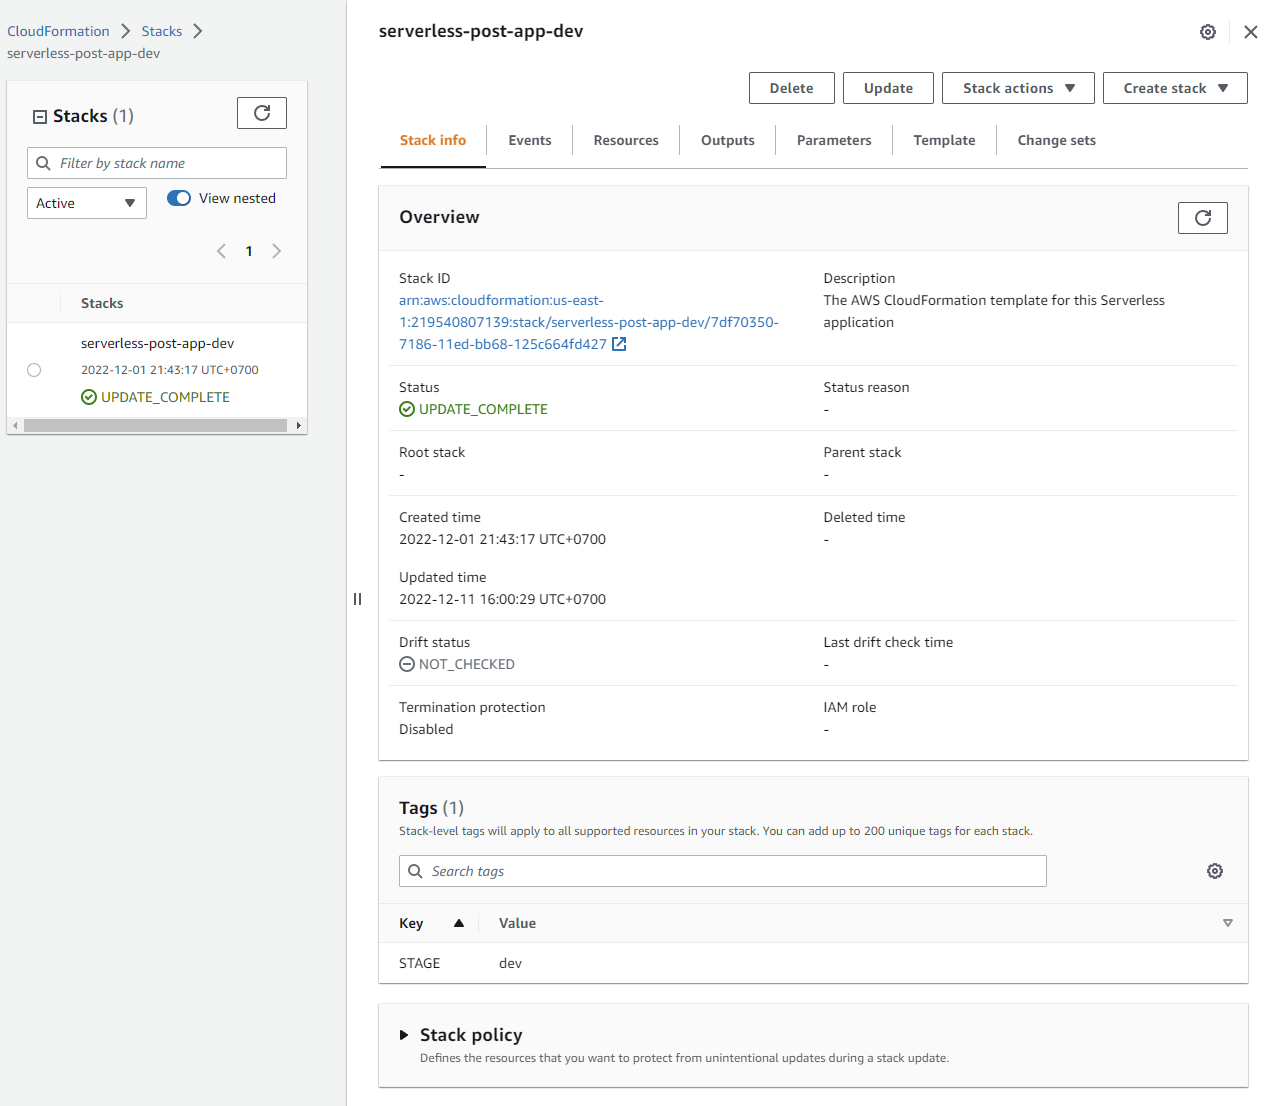 CloudFormation Stacks
serverless-post-app-dev
Stacks (1)
Filter by stack name
Active
View nested
1
Stacks
serverless-post-app-dev
2022-12-01 21:43:17 UTC+0700
UPDATE_COMPLETE
serverless-post-app-dev
Delete Update Stack actions Create stack
Stack info Events Resources Outputs Parameters Template Change sets
Overview
Stack ID
arn:aws:cloudformation:us-east-
1:219540807139:stack/serverless-post-app-dev/7df70350-
7186-11ed-bb68-125c664fd427
Description
The AWS CloudFormation template for this Serverless
application
Status
UPDATE_COMPLETE
Status reason
-
Root stack
-
Parent stack
-
Created time
2022-12-01 21:43:17 UTC+0700
Deleted time
-
Updated time
2022-12-11 16:00:29 UTC+0700
Drift status
NOT_CHECKED
Last drift check time
-
Termination protection
Disabled
IAM role
-
Tags (1)
Stack-level tags will apply to all supported resources in your stack. You can add up to 200 unique tags for each stack.
Search tags
Key Value
STAGE dev
Stack policy
Defines the resources that you want to protect from unintentional updates during a stack update.